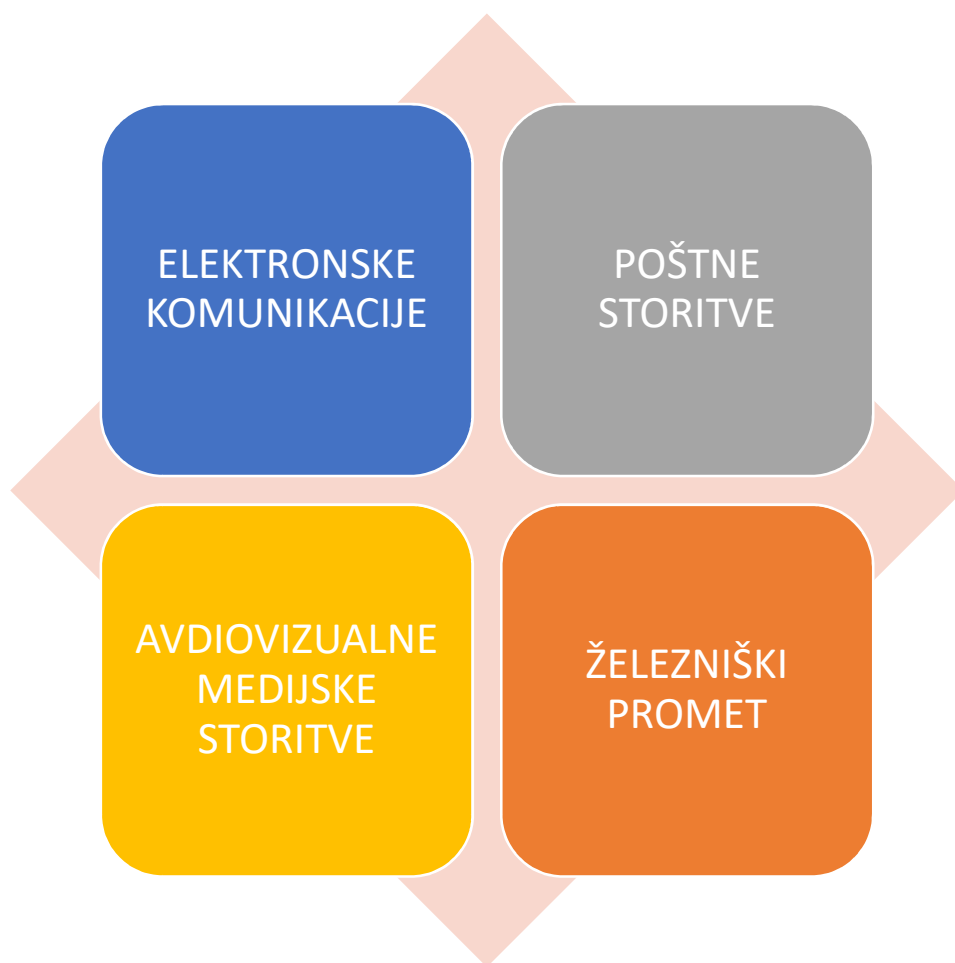 ELEKTRONSKE
KOMUNIKACIJE
POŠTNE
STORITVE
AVDIOVIZUALNE
MEDIJSKE
STORITVE
ŽELEZNIŠKI
PROMET